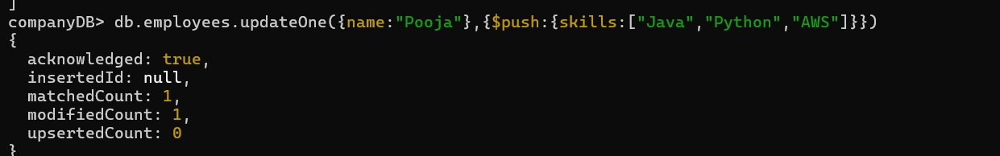 ]
companyDB> db.employees.updateOne({name:"Pooja"},{$push:{skills:["Java","Python","AWS"]}})
{
  acknowledged: true,
  insertedId: null,
  matchedCount: 1,
  modifiedCount: 1,
  upsertedCount: 0
}